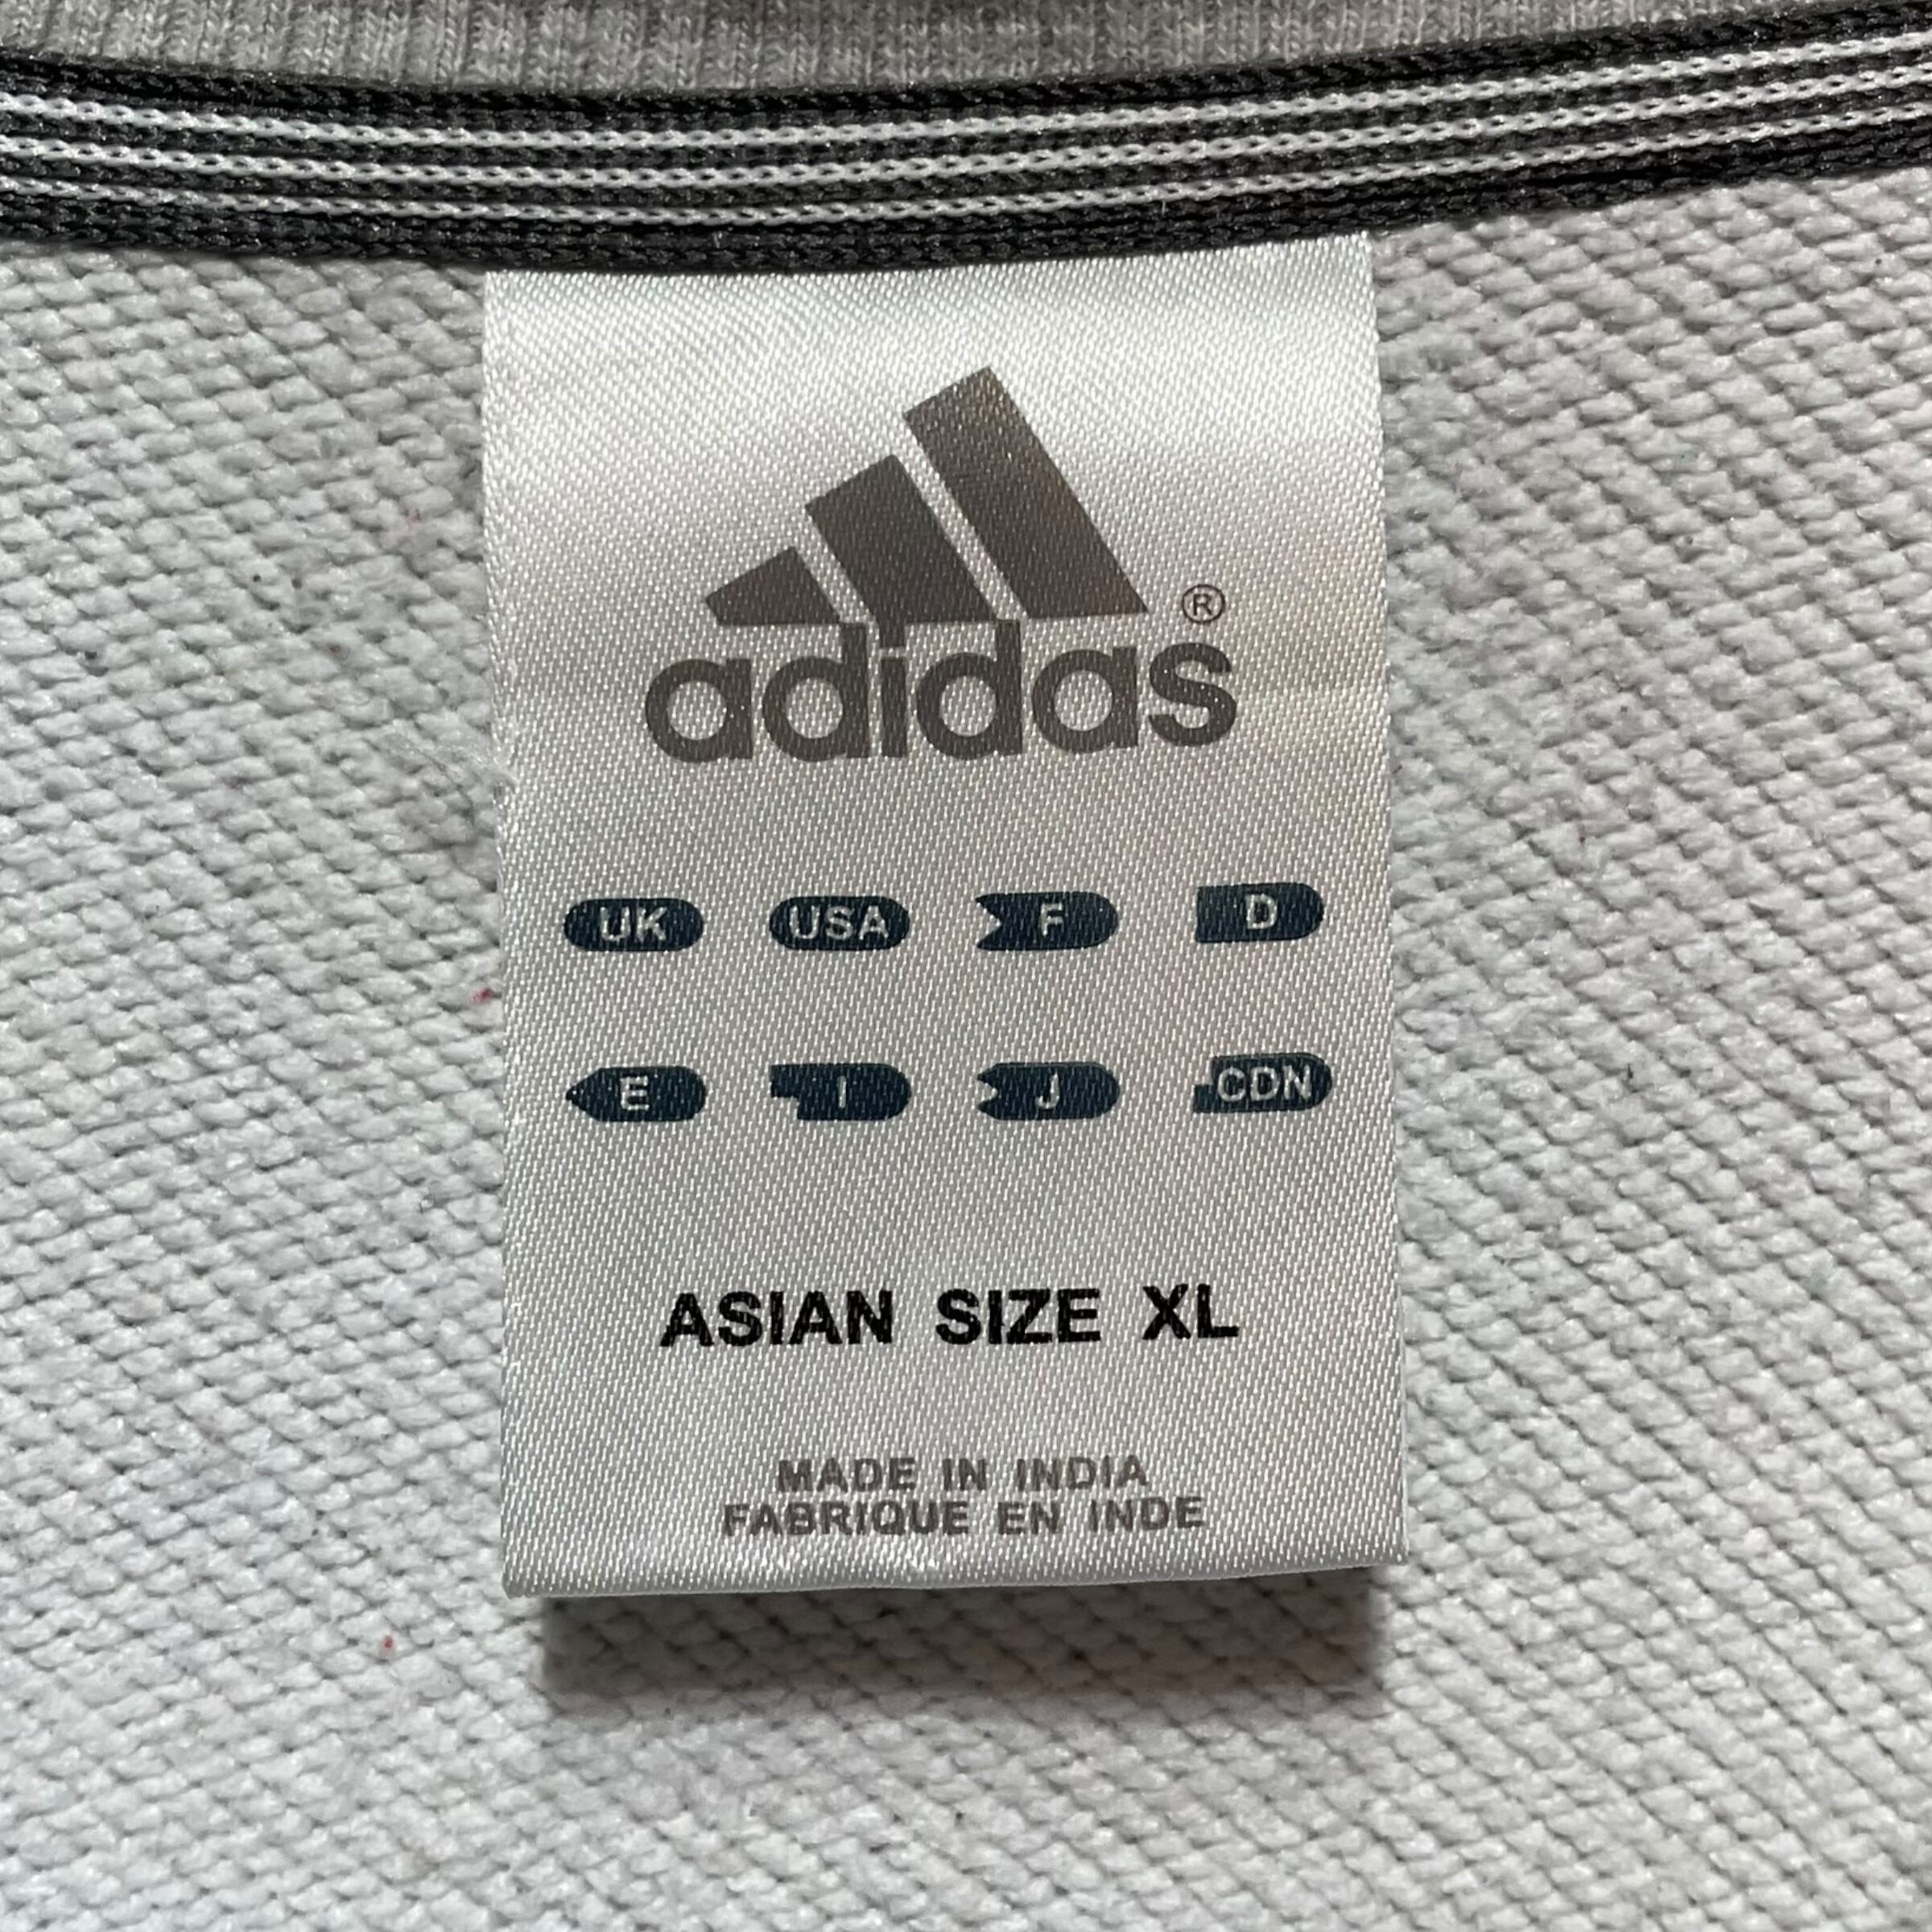 adidas®
UK USA F D
E I J CDN
ASIAN SIZE XL
MADE IN INDIA
FABRIQUE EN INDE